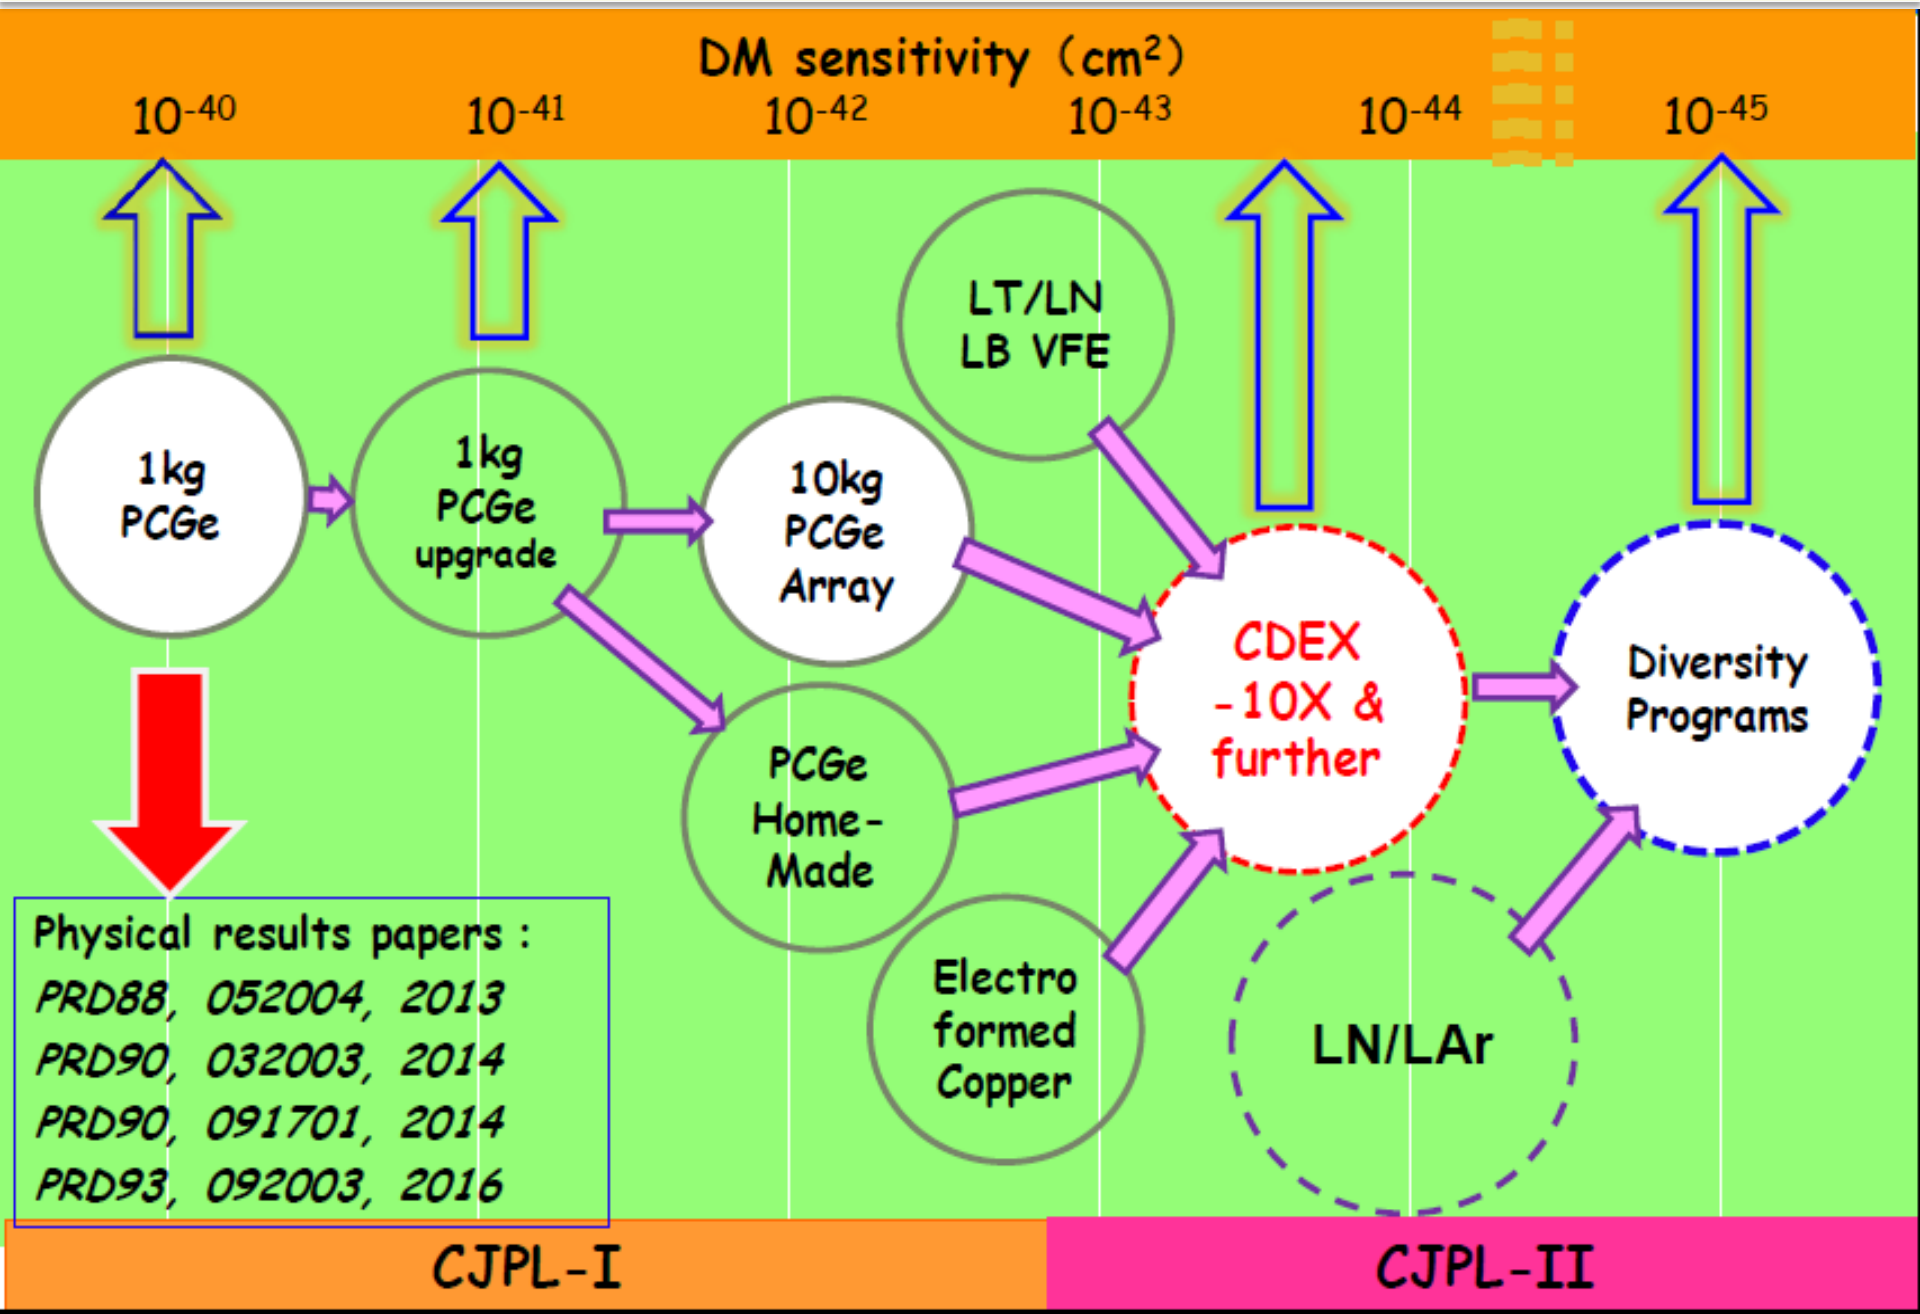 DM sensitivity（cm²）
10⁻⁴⁰ 10⁻⁴¹ 10⁻⁴² 10⁻⁴³ 10⁻⁴⁴ 10⁻⁴⁵
1kg
PCGe
1kg
PCGe
upgrade
10kg
PCGe
Array
LT/LN
LB VFE
PCGe
Home-
Made
Electro
formed
Copper
CDEX
-10X &
further
Diversity
Programs
LN/LAr
Physical results papers :
PRD88, 052004, 2013
PRD90, 032003, 2014
PRD90, 091701, 2014
PRD93, 092003, 2016
CJPL-I
CJPL-II